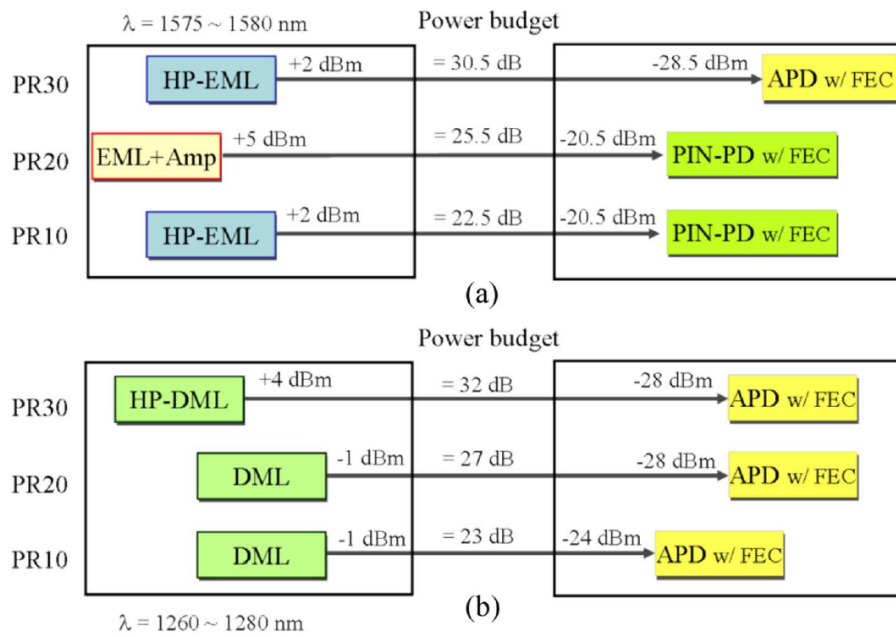 λ = 1575 ~ 1580 nm
Power budget
PR30
HP-EML
+2 dBm
= 30.5 dB
-28.5 dBm
APD w/ FEC
PR20
EML+Amp
+5 dBm
= 25.5 dB
-20.5 dBm
PIN-PD w/ FEC
PR10
HP-EML
+2 dBm
= 22.5 dB
-20.5 dBm
PIN-PD w/ FEC
(a)
Power budget
PR30
HP-DML
+4 dBm
= 32 dB
-28 dBm
APD w/ FEC
PR20
DML
-1 dBm
= 27 dB
-28 dBm
APD w/ FEC
PR10
DML
-1 dBm
= 23 dB
-24 dBm
APD w/ FEC
(b)
λ = 1260 ~ 1280 nm